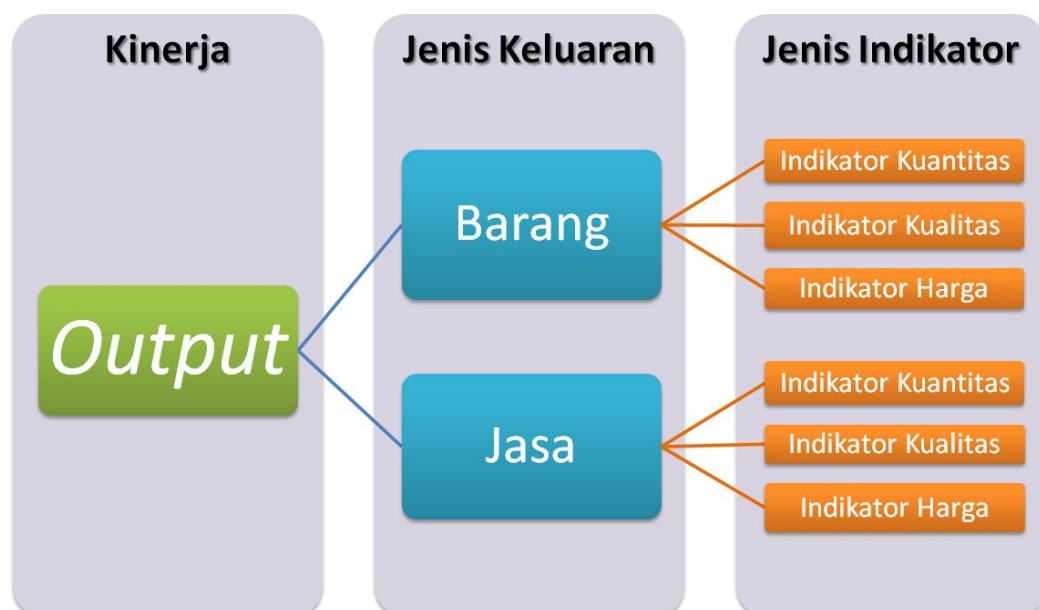 Kinerja
Jenis Keluaran
Jenis Indikator
Output
Barang
Indikator Kuantitas
Indikator Kualitas
Indikator Harga
Jasa
Indikator Kuantitas
Indikator Kualitas
Indikator Harga